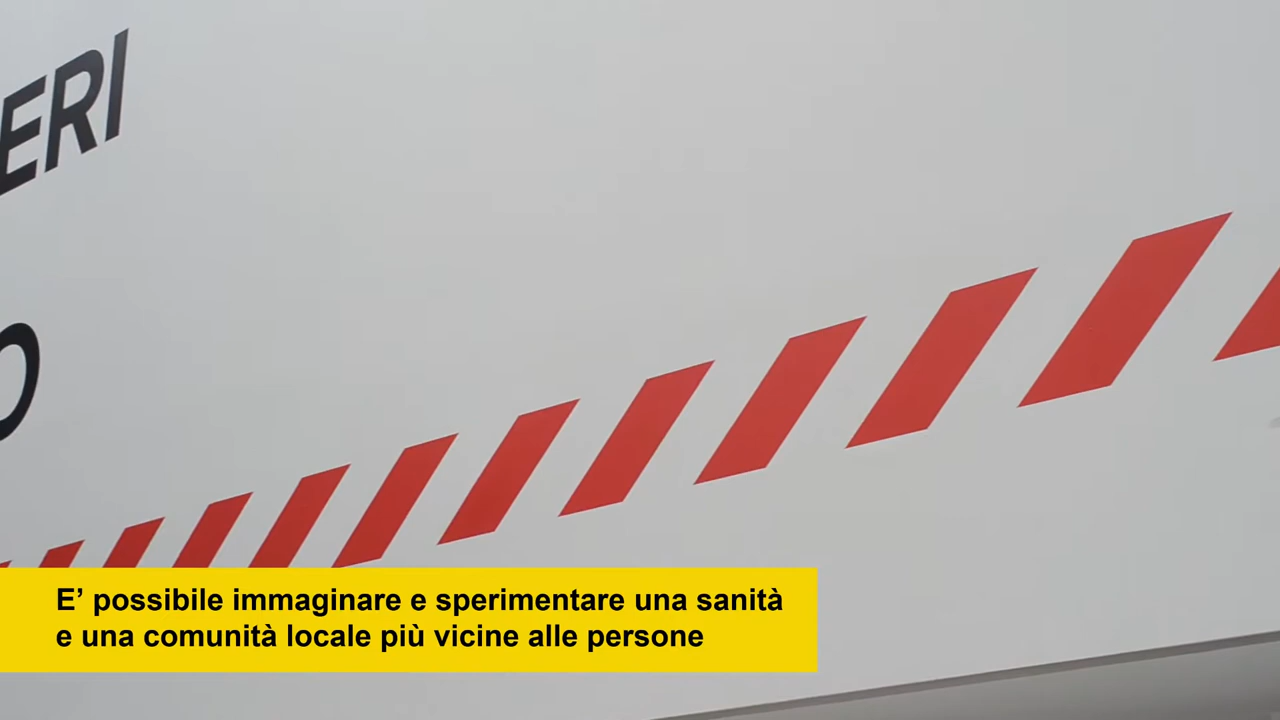 ERI
O
E’ possibile immaginare e sperimentare una sanità
e una comunità locale più vicine alle persone